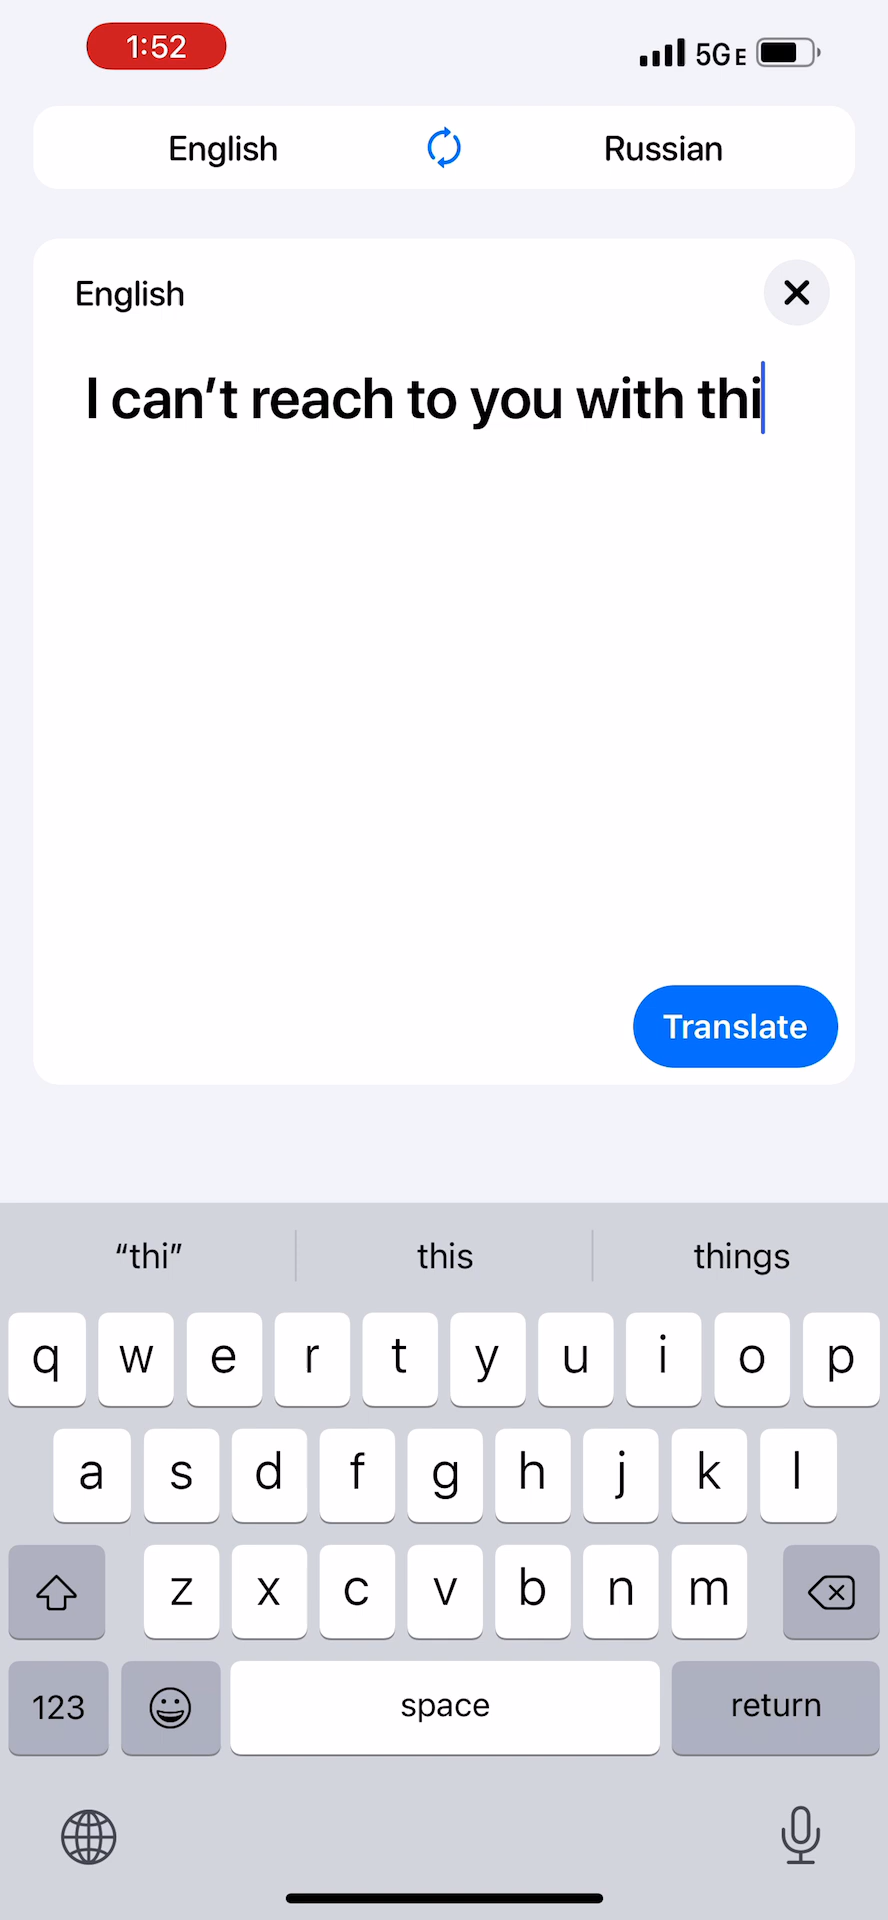 1:52
5GE
English
Russian
English
I can’t reach to you with thi
Translate
“thi”
this
things
q w e r t y u i o p
a s d f g h j k l
z x c v b n m
123
space
return